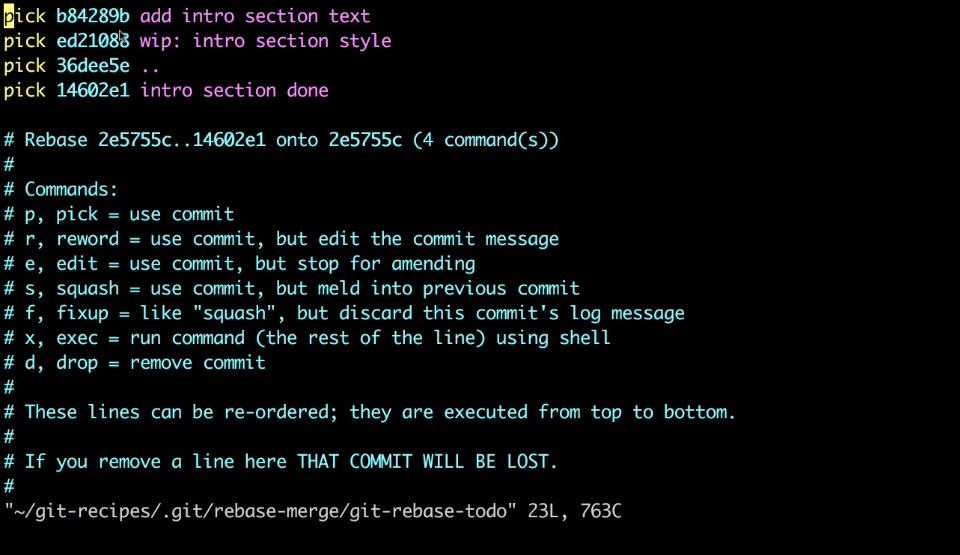 pick b84289b add intro section text
pick ed21088 wip: intro section style
pick 36dee5e ..
pick 14602e1 intro section done
# Rebase 2e5755c..14602e1 onto 2e5755c (4 command(s))
#
# Commands:
# p, pick = use commit
# r, reword = use commit, but edit the commit message
# e, edit = use commit, but stop for amending
# s, squash = use commit, but meld into previous commit
# f, fixup = like "squash", but discard this commit's log message
# x, exec = run command (the rest of the line) using shell
# d, drop = remove commit
#
# These lines can be re-ordered; they are executed from top to bottom.
#
# If you remove a line here THAT COMMIT WILL BE LOST.
#
"~/git-recipes/.git/rebase-merge/git-rebase-todo" 23L, 763C